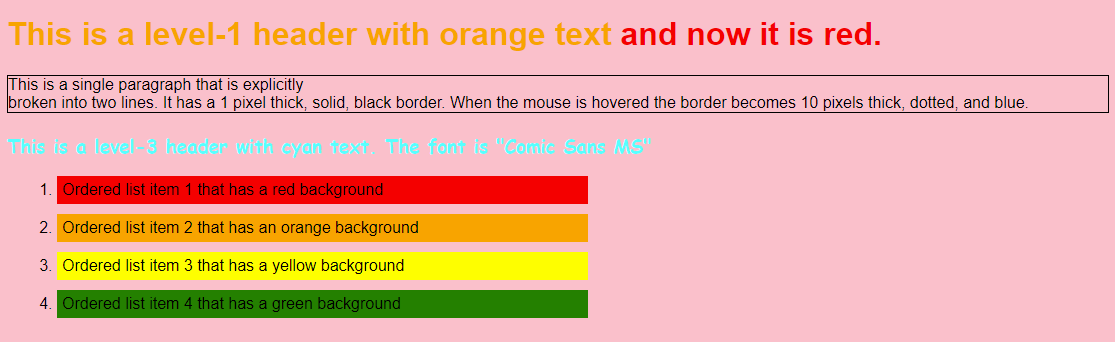 This is a level-1 header with orange text and now it is red.
This is a single paragraph that is explicitly
broken into two lines. It has a 1 pixel thick, solid, black border. When the mouse is hovered the border becomes 10 pixels thick, dotted, and blue.
This is a level-3 header with cyan text. The font is "Comic Sans MS"
1. Ordered list item 1 that has a red background
2. Ordered list item 2 that has an orange background
3. Ordered list item 3 that has a yellow background
4. Ordered list item 4 that has a green background